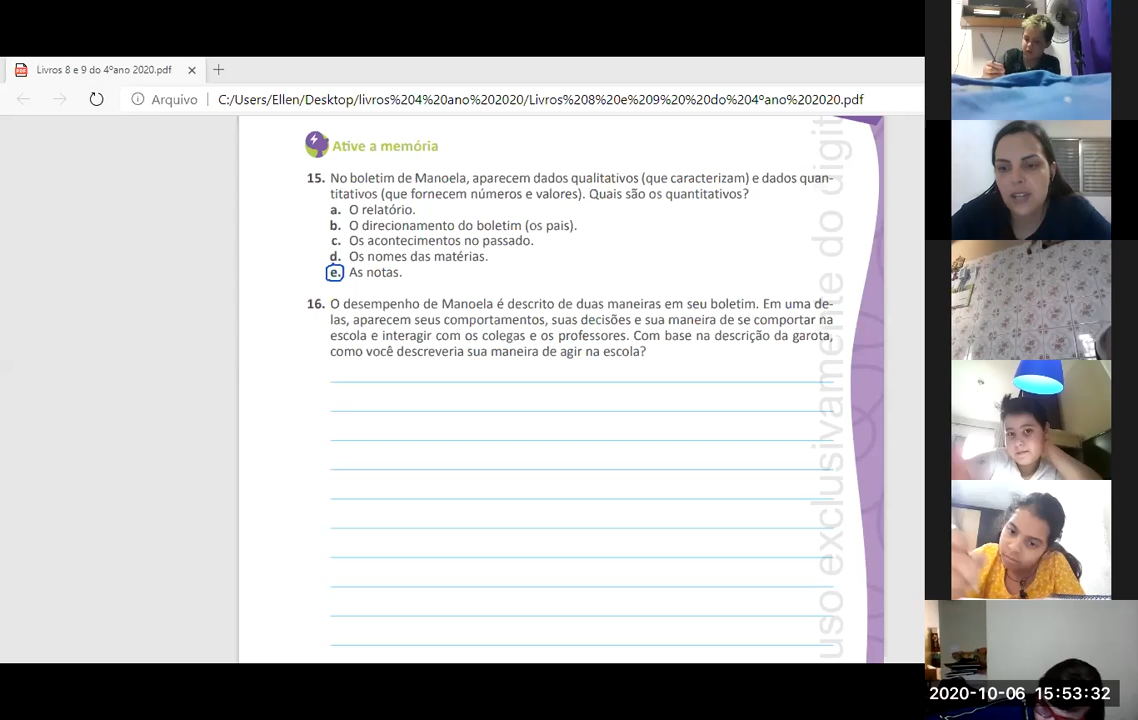 Livros 8 e 9 do 4ºano 2020.pdf
Arquivo
C:/Users/Ellen/Desktop/livros%204%20ano%202020/Livros%208%20e%209%20%20do%204ºano%202020.pdf
Ative a memória
15. No boletim de Manoela, aparecem dados qualitativos (que caracterizam) e dados quan-
titativos (que fornecem números e valores). Quais são os quantitativos?
a. O relatório.
b. O direcionamento do boletim (os pais).
c. Os acontecimentos no passado.
d. Os nomes das matérias.
e. As notas.
16. O desempenho de Manoela é descrito de duas maneiras em seu boletim. Em uma de-
las, aparecem seus comportamentos, suas decisões e sua maneira de se comportar na
escola e interagir com os colegas e os professores. Com base na descrição da garota,
como você descreveria sua maneira de agir na escola?
uso exclusivamente do digit
2020-10-06 15:53:32